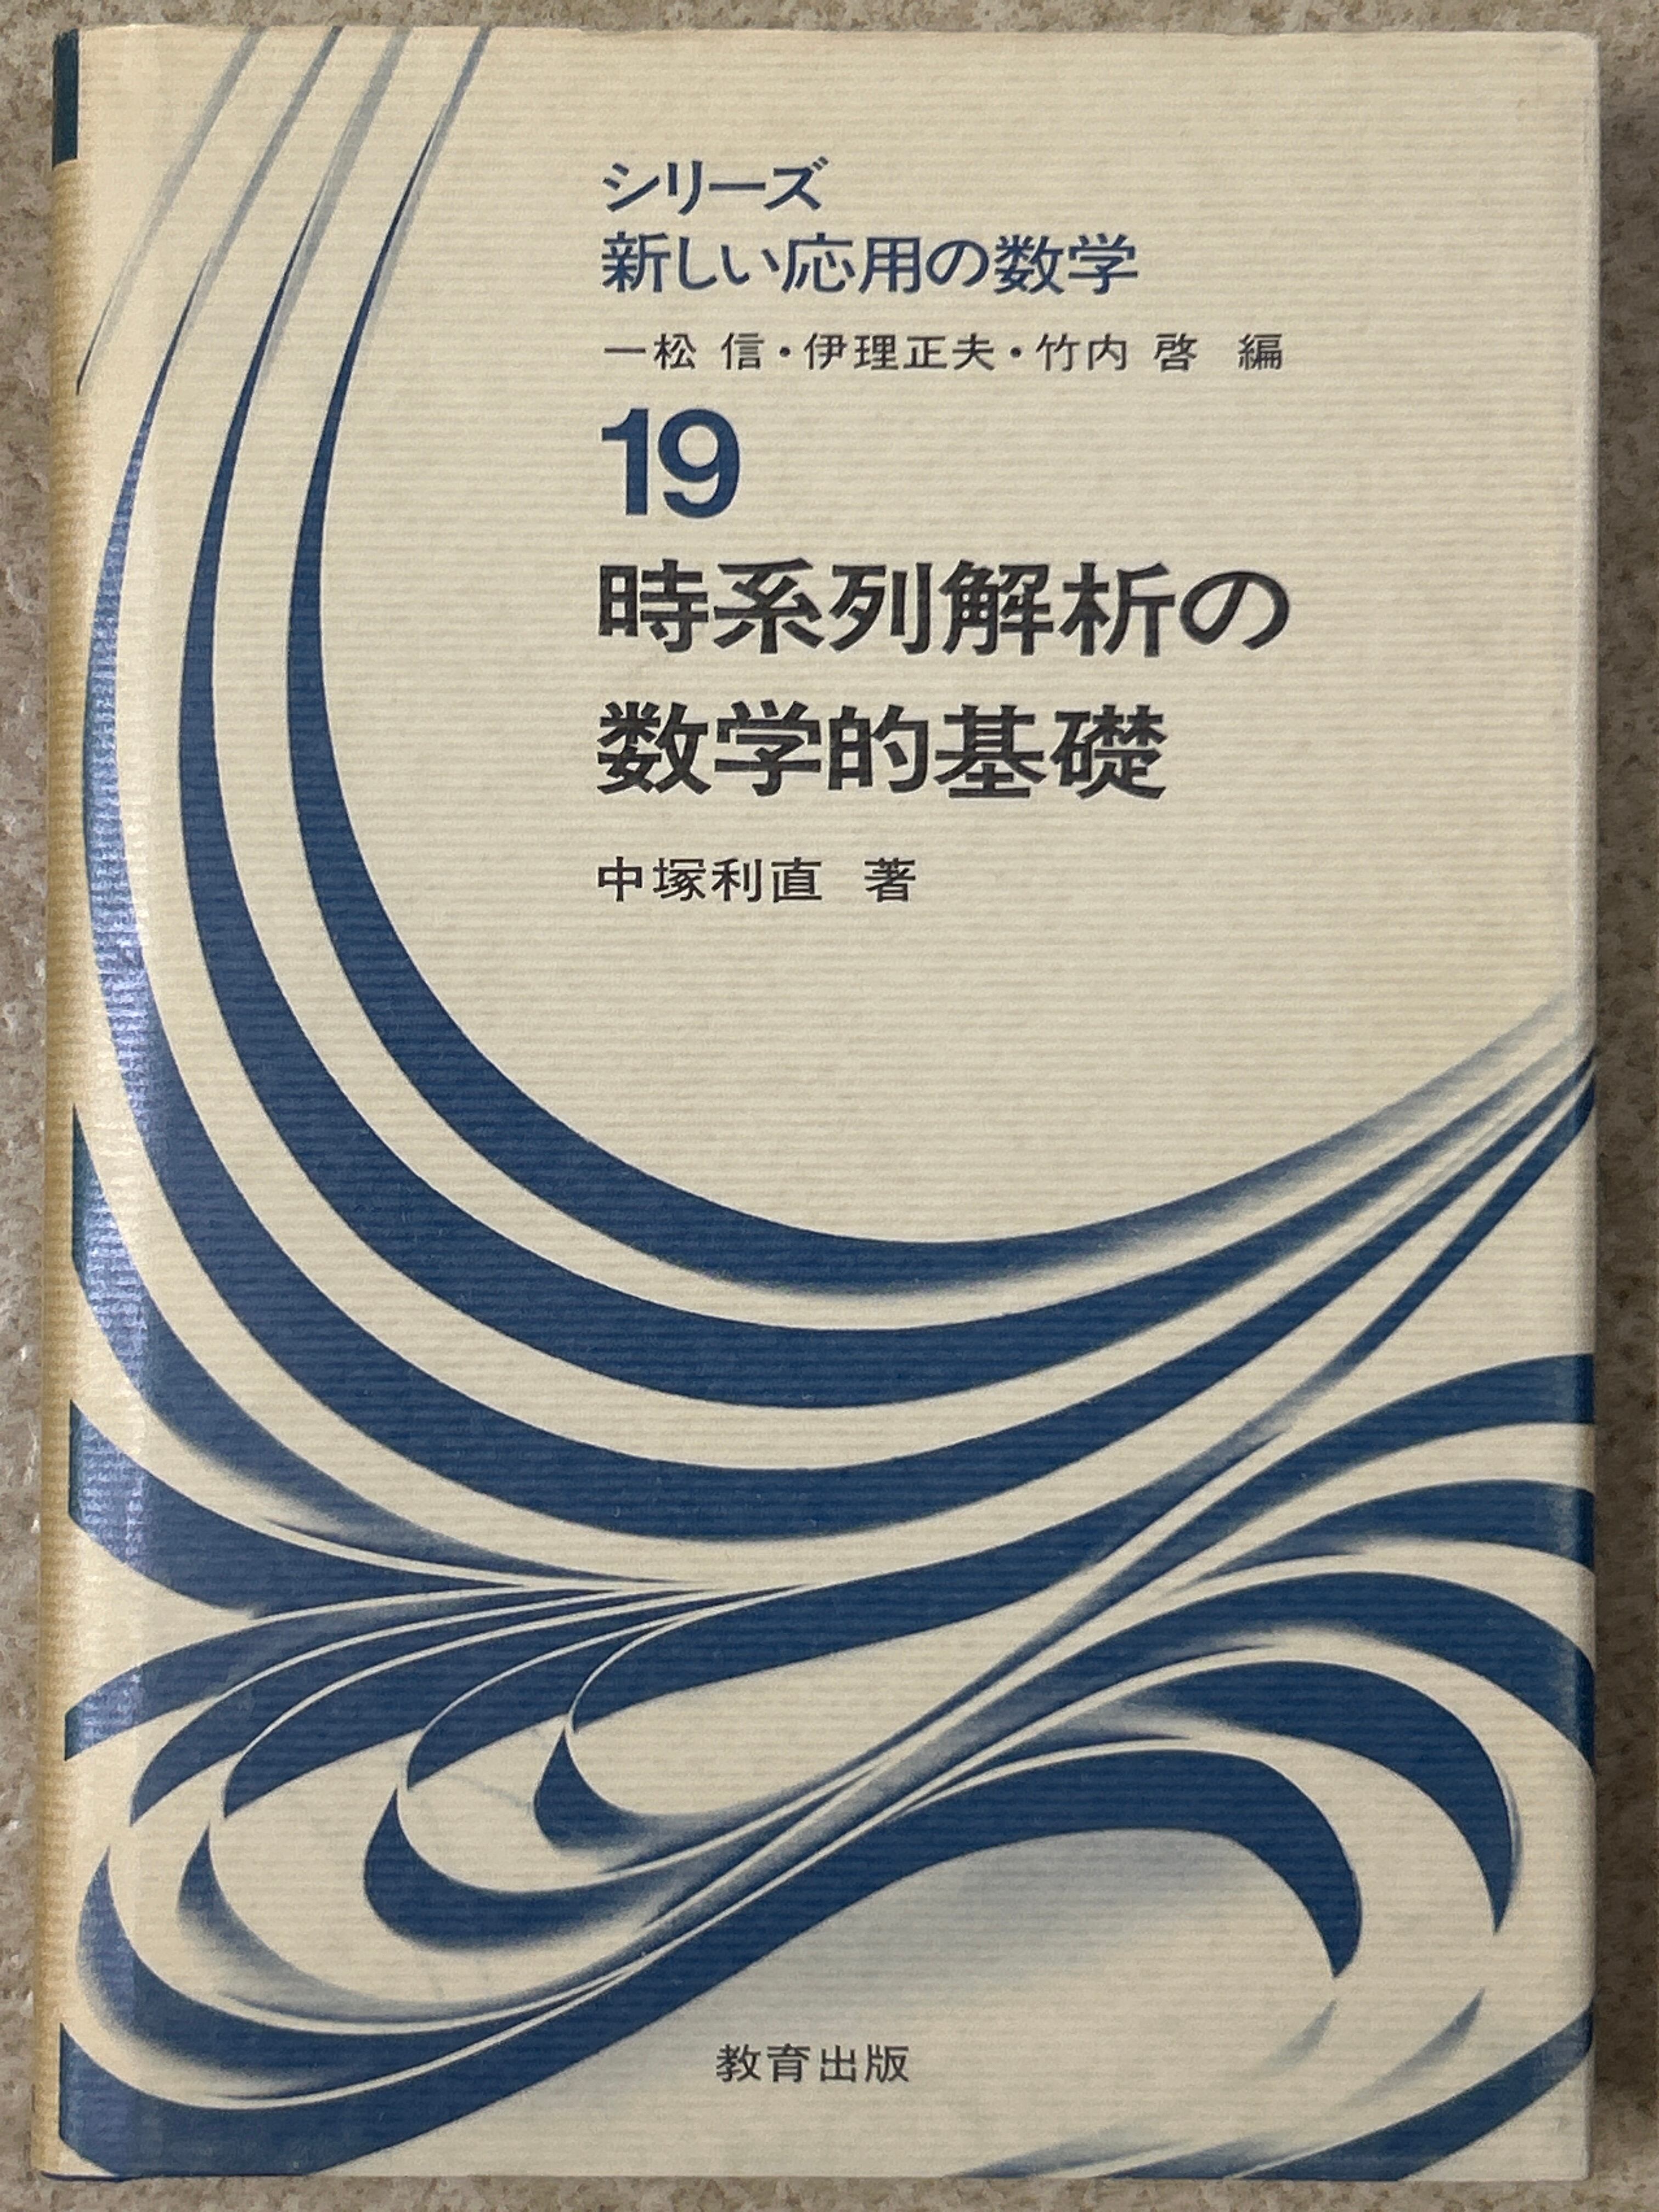 シリーズ
新しい応用の数学
一松 信・伊理正夫・竹内 啓 編
19
時系列解析の
数学的基礎
中塚利直 著
教育出版